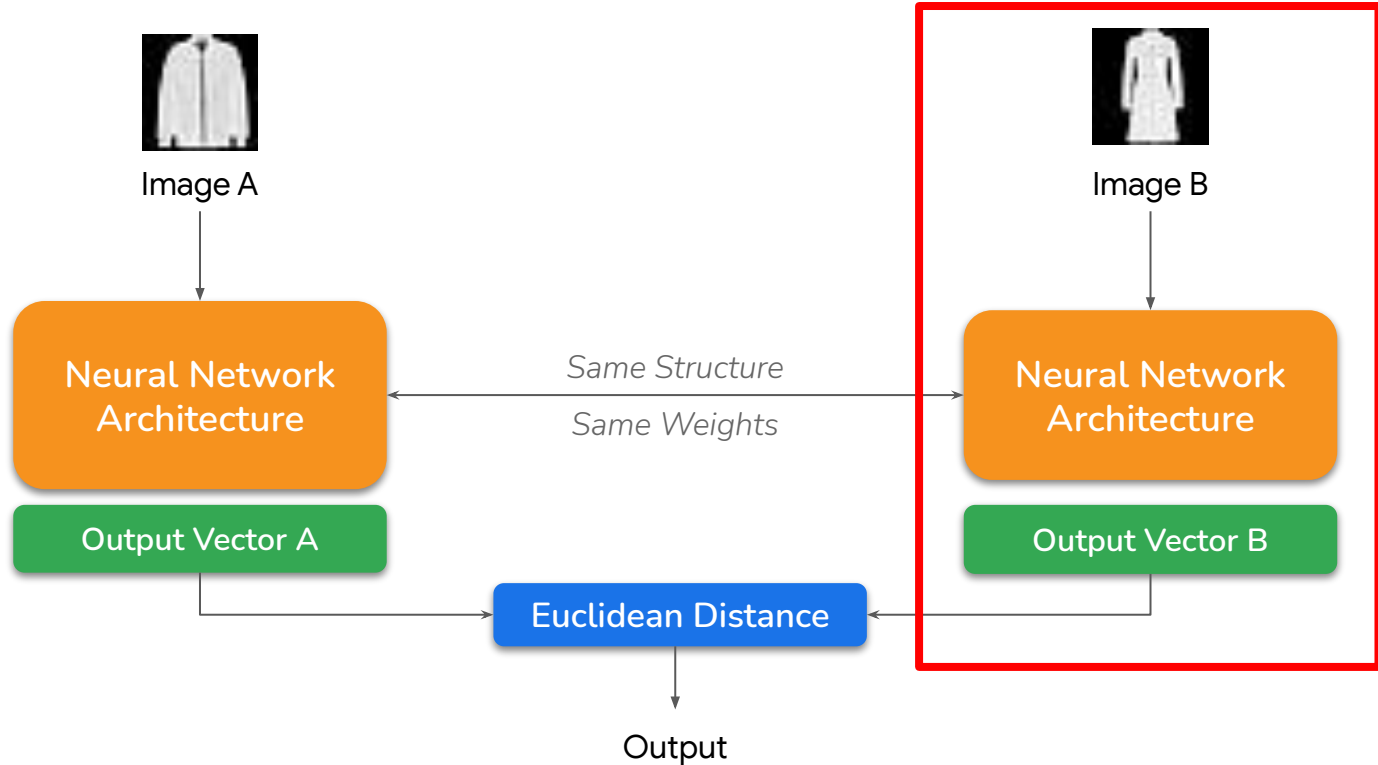 Image A
Image B
Neural Network
Architecture
Same Structure
Same Weights
Neural Network
Architecture
Output Vector A
Output Vector B
Euclidean Distance
Output